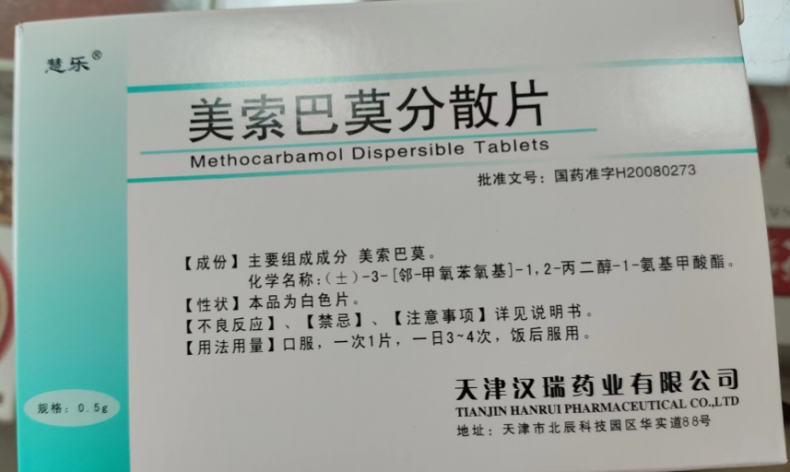 慧乐®
美索巴莫分散片
Methocarbamol Dispersible Tablets
批准文号：国药准字H20080273
【成份】主要组成成分 美索巴莫。
化学名称：(±)-3-[邻-甲氧苯氧基]-1,2-丙二醇-1-氨基甲酸酯。
【性状】本品为白色片。
【不良反应】、【禁忌】、【注意事项】详见说明书。
【用法用量】口服，一次1片，一日3~4次，饭后服用。
规格：0.5g
天津汉瑞药业有限公司
TIANJIN HANRUI PHARMACEUTICAL CO.,LTD
地址：天津市北辰科技园区华实道88号